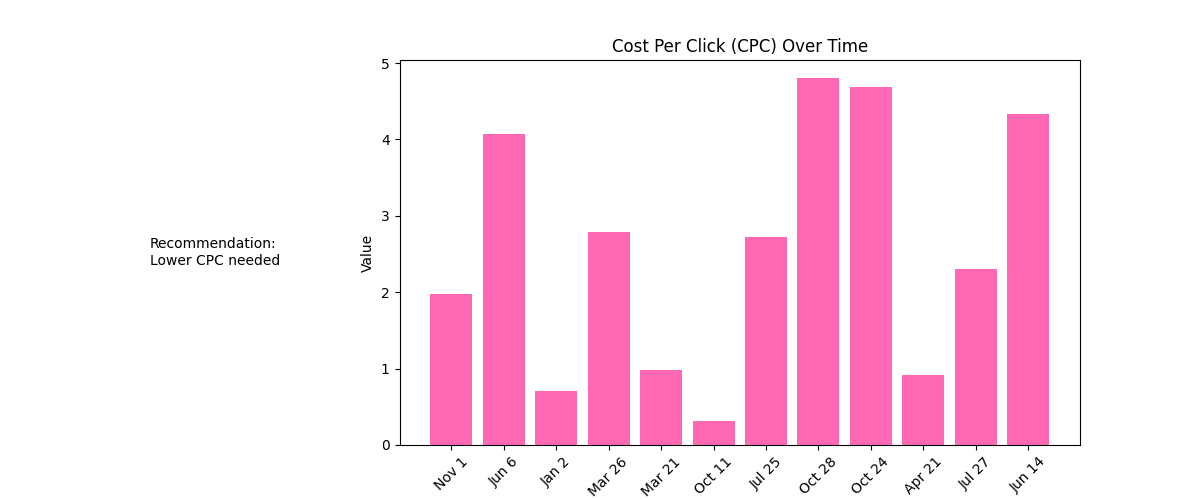 Cost Per Click (CPC) Over Time
Recommendation:
Lower CPC needed
Value
5
4
3
2
1
0
Nov 1
Jun 6
Jan 2
Mar 26
Mar 21
Oct 11
Jul 25
Oct 28
Oct 24
Apr 21
Jul 27
Jun 14